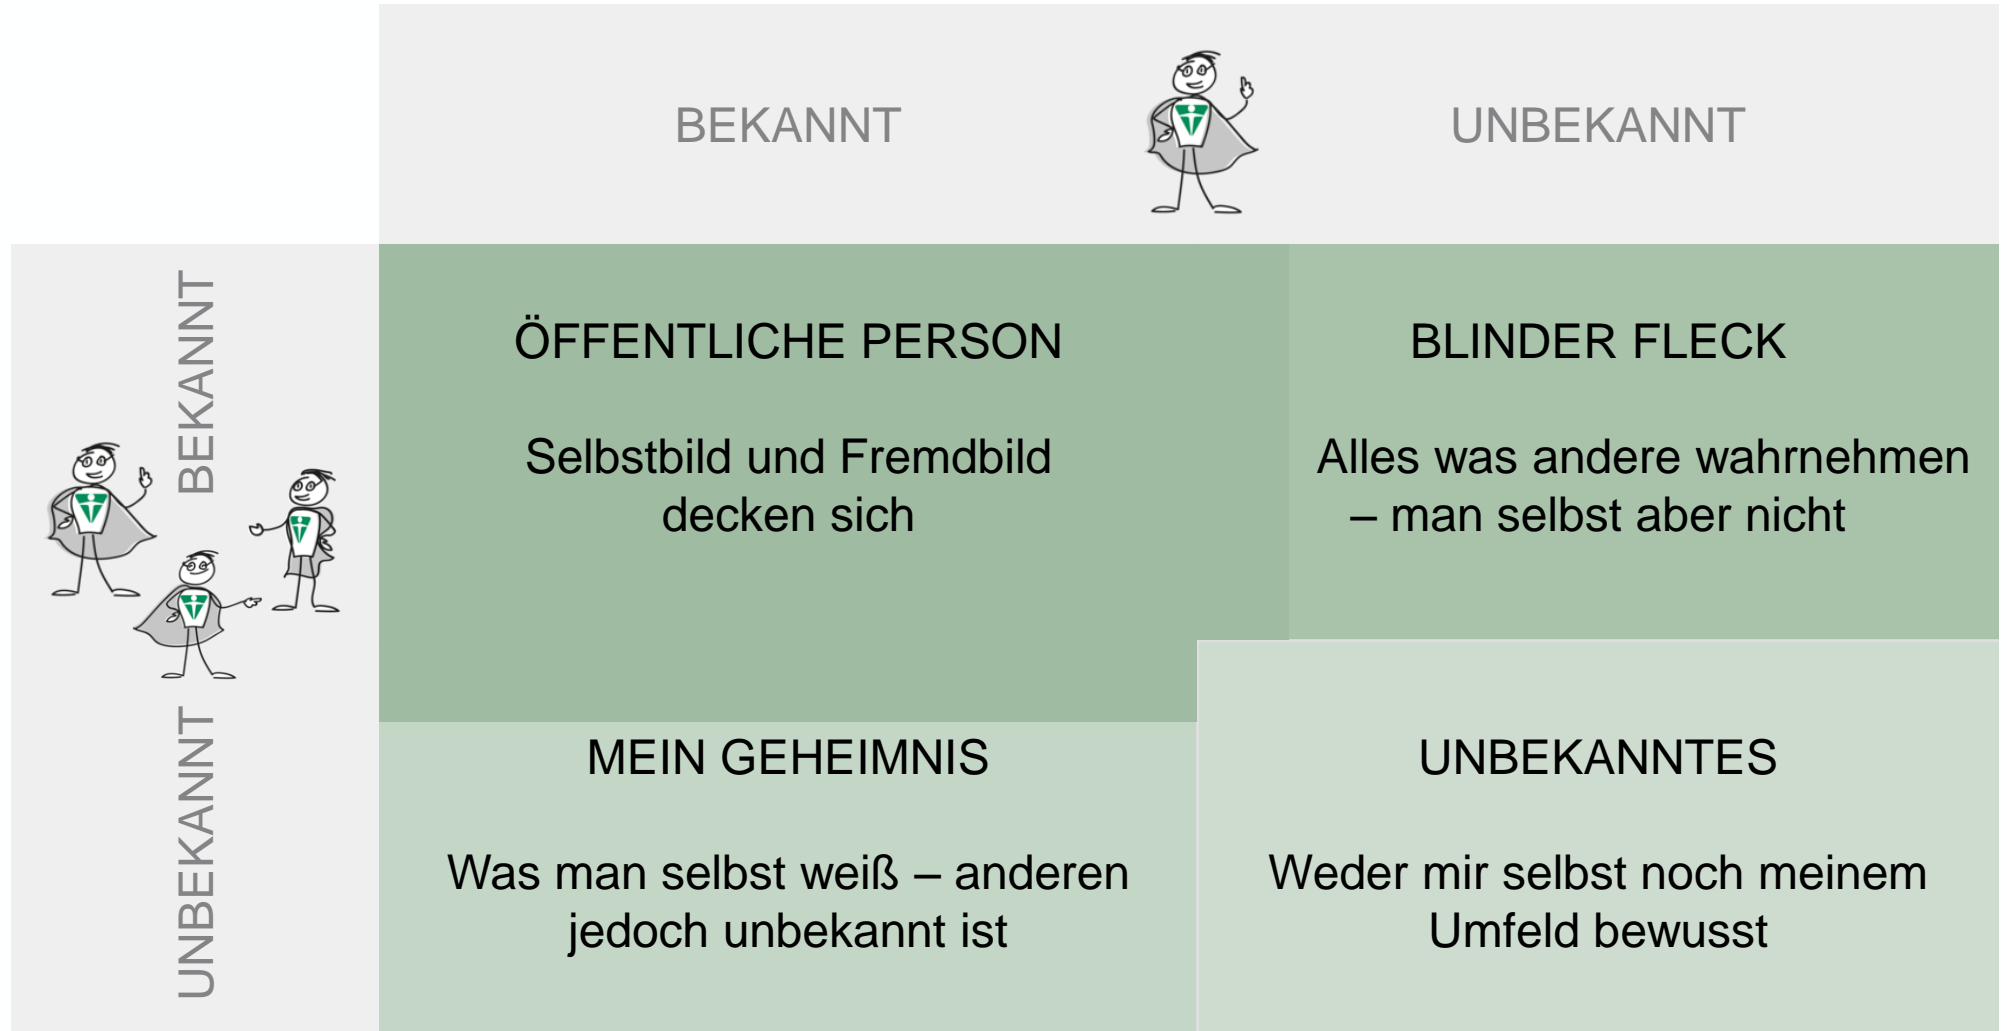 BEKANNT
UNBEKANNT
BEKANNT
ÖFFENTLICHE PERSON
Selbstbild und Fremdbild
decken sich
BLINDER FLECK
Alles was andere wahrnehmen
– man selbst aber nicht
UNBEKANNT
MEIN GEHEIMNIS
Was man selbst weiß – anderen
jedoch unbekannt ist
UNBEKANNTES
Weder mir selbst noch meinem
Umfeld bewusst